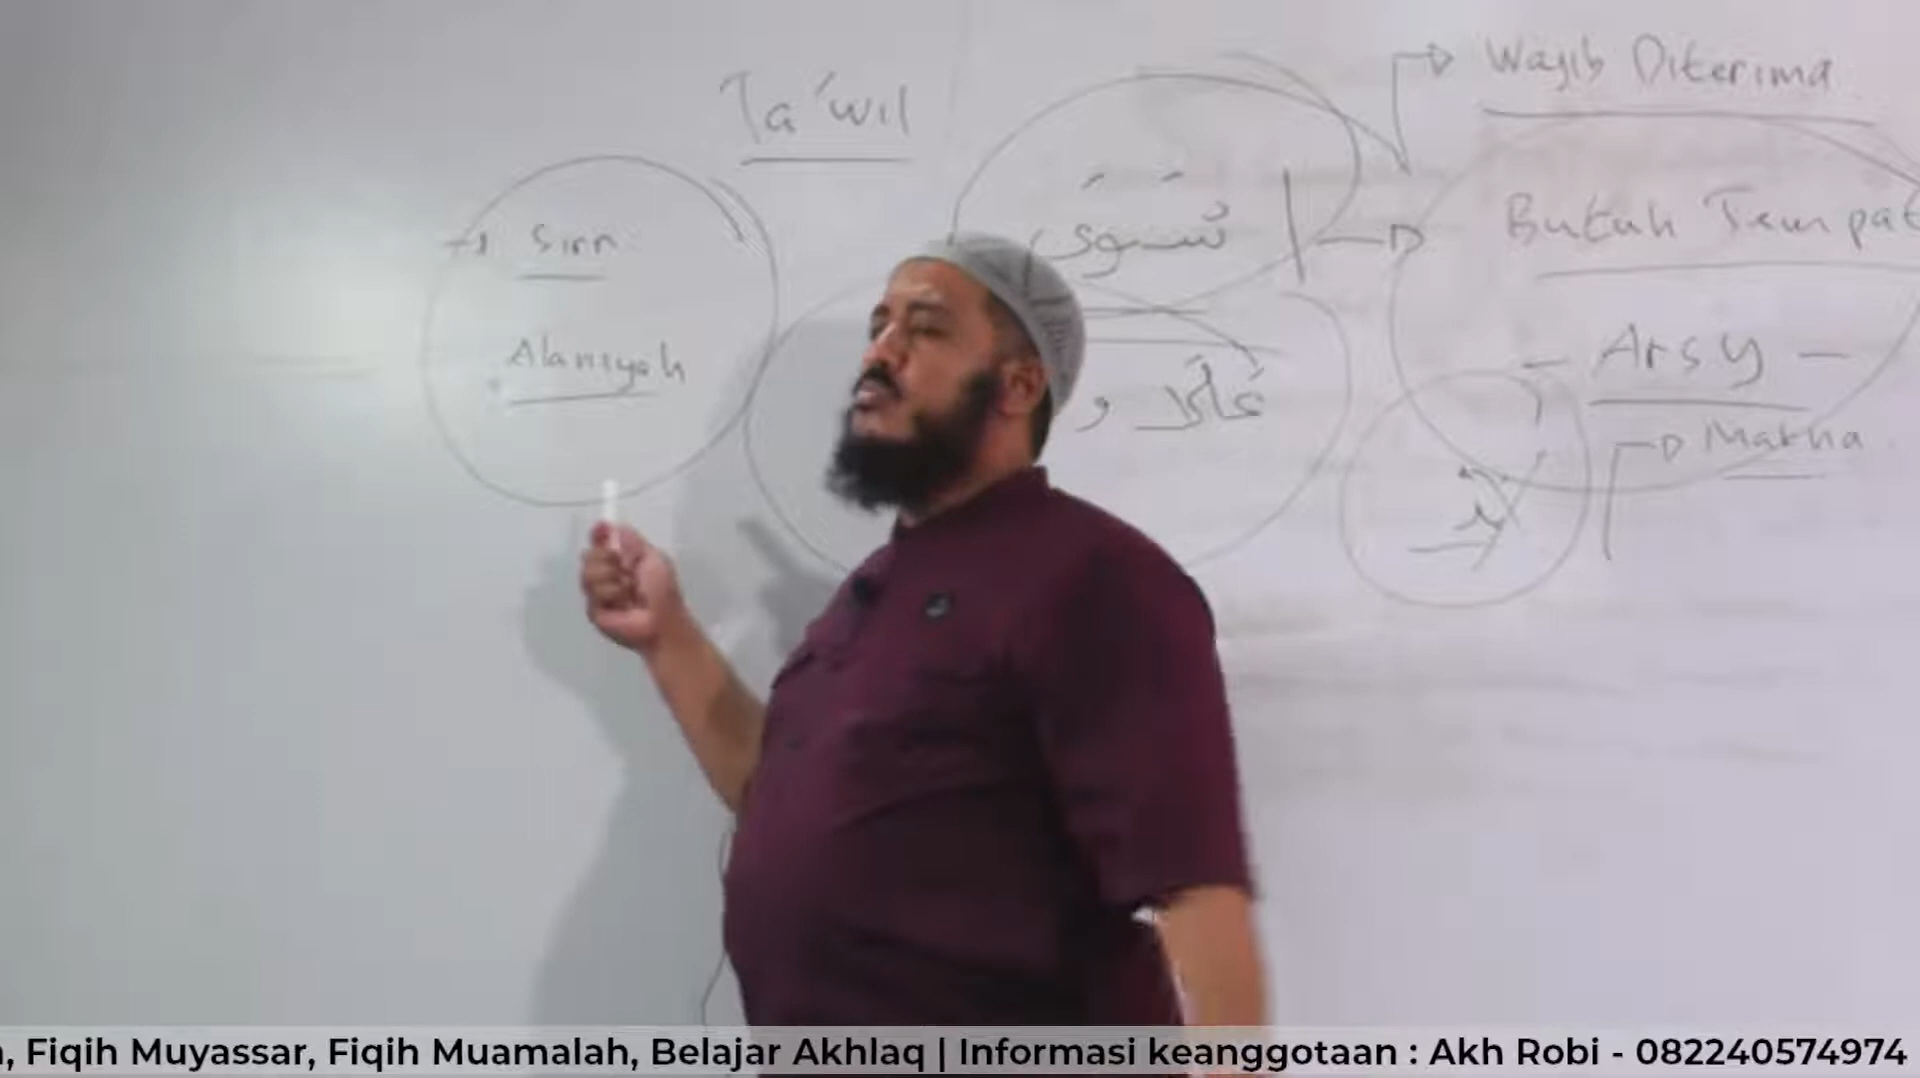 Ta'wil
Wajib Diterima
Sirr
Alaniyah
Butuh Tempat
- Arsy -
Makna
, Fiqih Muyassar, Fiqih Muamalah, Belajar Akhlaq | Informasi keanggotaan : Akh Robi - 082240574974